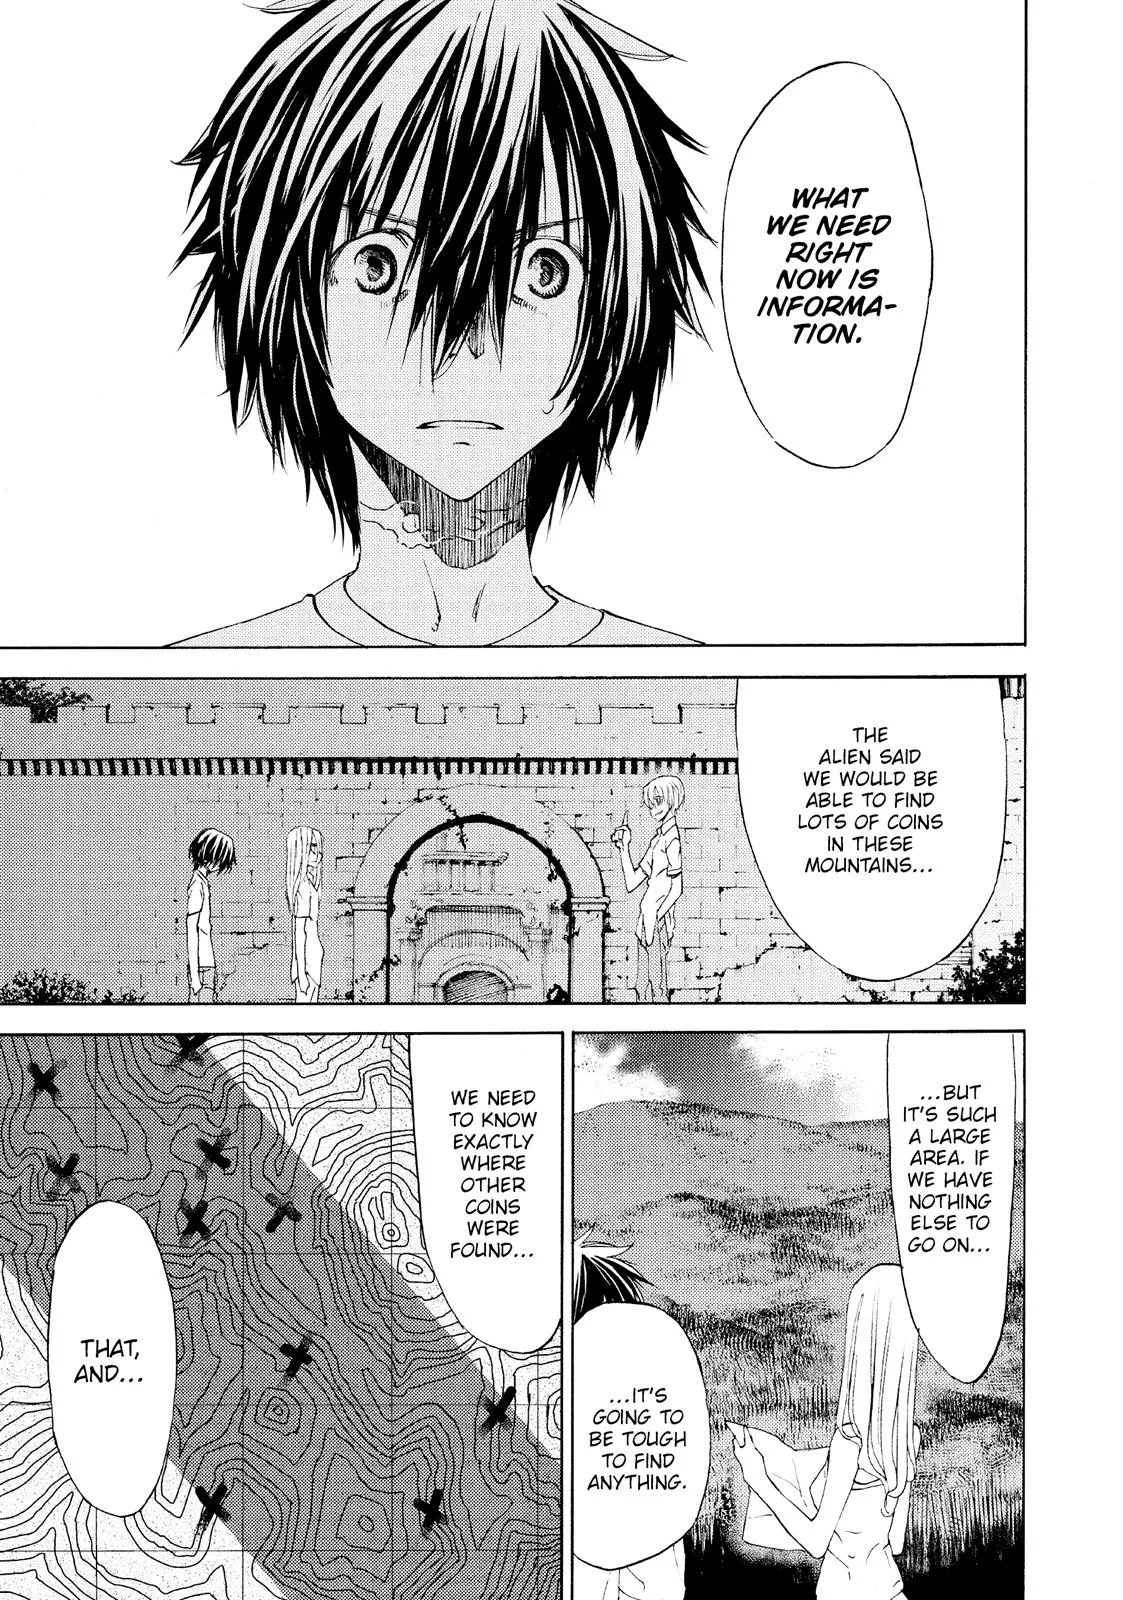 WHAT
WE NEED
RIGHT
NOW IS
INFORMA-
TION.
THE
ALIEN SAID
WE WOULD BE
ABLE TO FIND
LOTS OF COINS
IN THESE
MOUNTAINS...
...BUT
IT'S SUCH
A LARGE
AREA. IF
WE HAVE
NOTHING
ELSE TO
GO ON...
...IT'S
GOING TO
BE TOUGH
TO FIND
ANYTHING.
WE NEED
TO KNOW
EXACTLY
WHERE
OTHER
COINS
WERE
FOUND...
THAT,
AND...